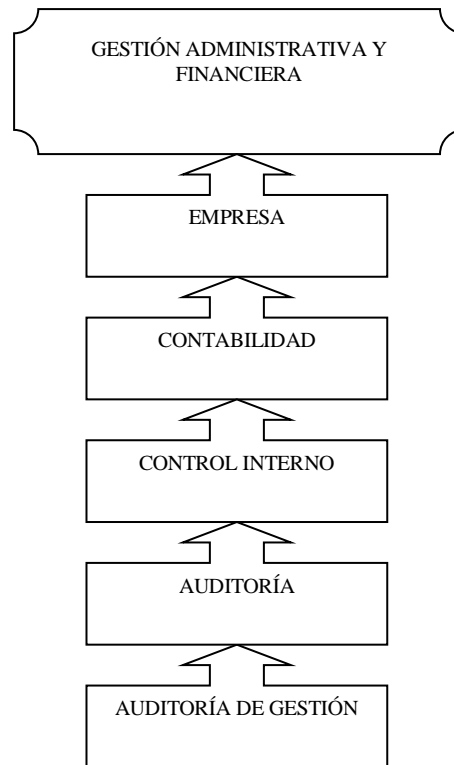 GESTIÓN ADMINISTRATIVA Y
FINANCIERA
EMPRESA
CONTABILIDAD
CONTROL INTERNO
AUDITORÍA
AUDITORÍA DE GESTIÓN